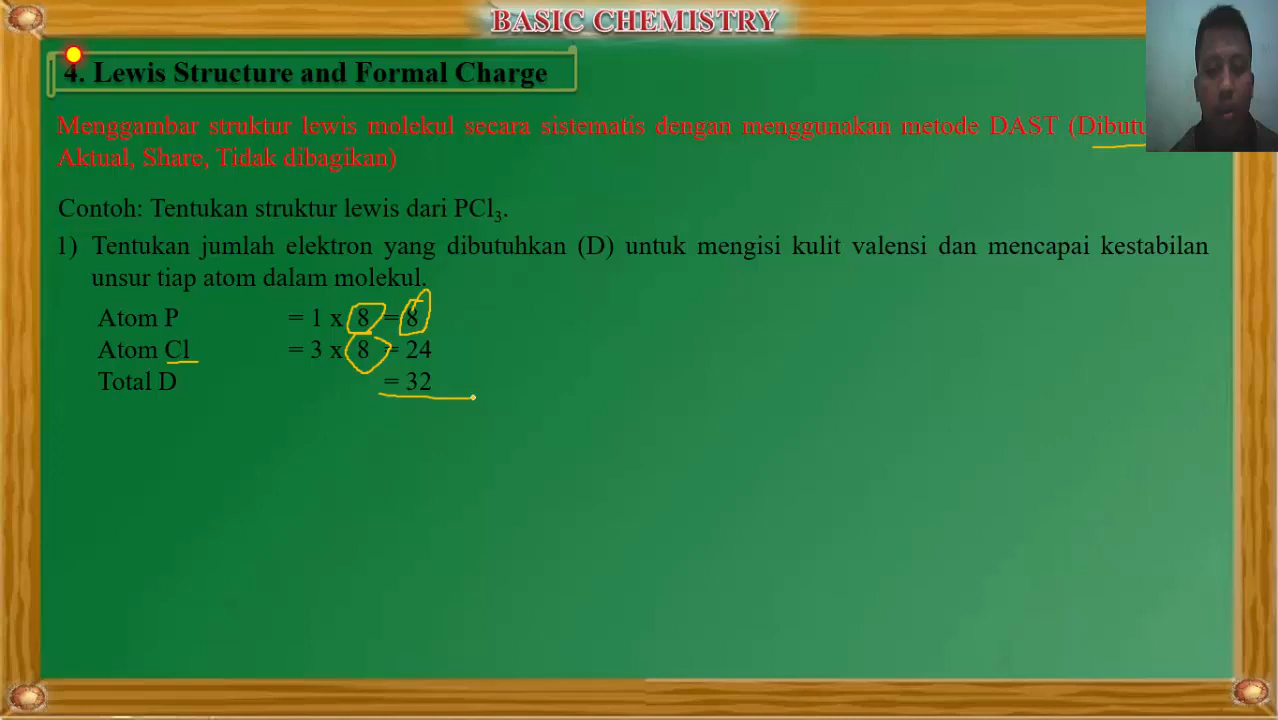 BASIC CHEMISTRY
4. Lewis Structure and Formal Charge
Menggambar struktur lewis molekul secara sistematis dengan menggunakan metode DAST
Aktual, Share, Tidak dibagikan)
Contoh: Tentukan struktur lewis dari PCl₃.
1) Tentukan jumlah elektron yang dibutuhkan (D) untuk mengisi kulit valensi dan mencapai kestabilan
unsur tiap atom dalam molekul.
Atom P = 1 x 8 = 8
Atom Cl = 3 x 8 = 24
Total D = 32